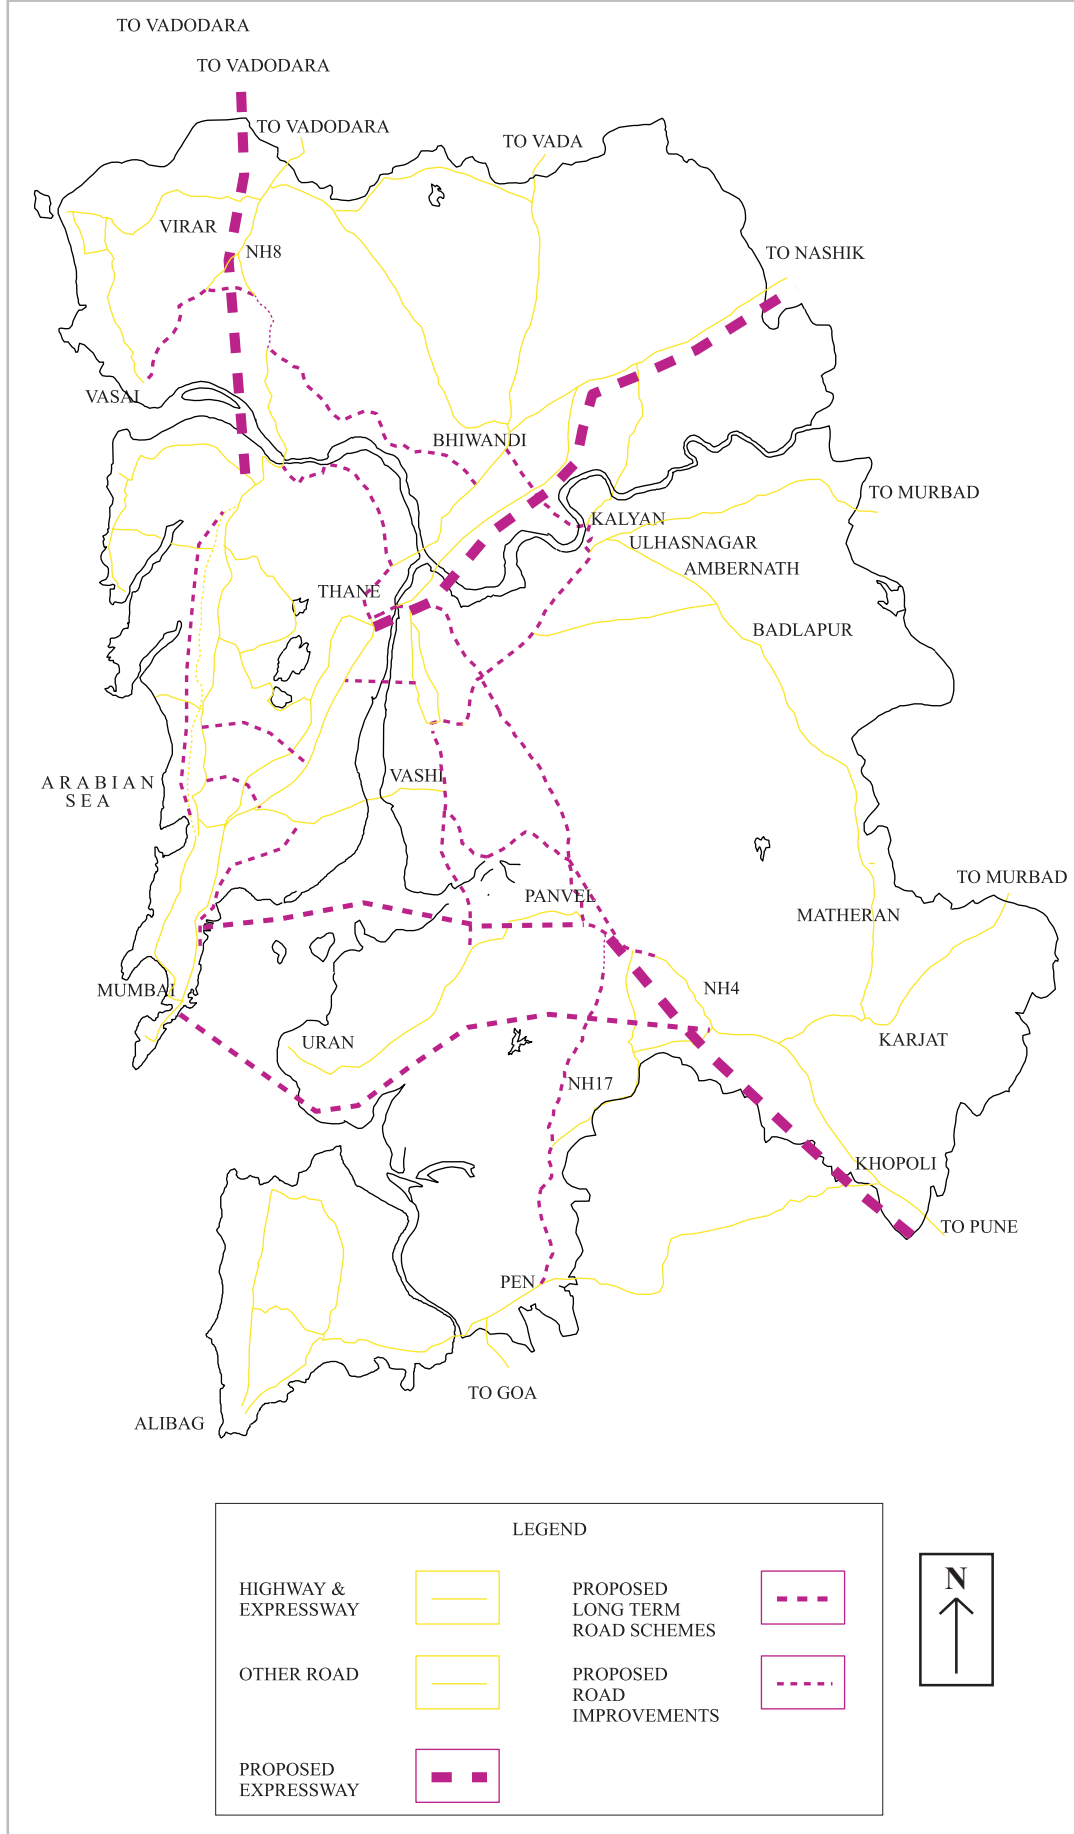 TO VADODARA
TO VADODARA
TO VADODARA
TO VADA
VIRAR
NH8
TO NASHIK
VASAI
BHIWANDI
TO MURBAD
KALYAN
ULHASNAGAR
AMBERNATH
THANE
BADLAPUR
VASHI
ARABIAN
SEA
TO MURBAD
PANVEL
MATHERAN
MUMBAi
NH4
URAN
KARJAT
NH17
KHOPOLI
TO PUNE
PEN
TO GOA
ALIBAG
LEGEND
HIGHWAY &
EXPRESSWAY
PROPOSED
LONG TERM
ROAD SCHEMES
OTHER ROAD
PROPOSED
ROAD
IMPROVEMENTS
PROPOSED
EXPRESSWAY
N